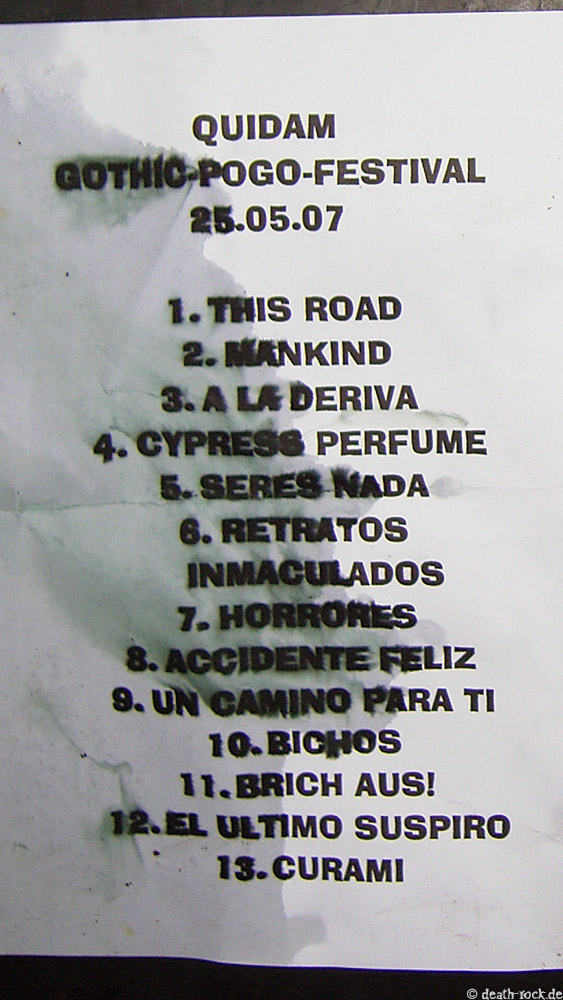 QUIDAM
GOTHIC-POGO-FESTIVAL
25.05.07
1. THIS ROAD
2. MANKIND
3. A LA DERIVA
4. CYPRESS PERFUME
5. SERES NADA
6. RETRATOS
INMACULADOS
7. HORRORES
8. ACCIDENTE FELIZ
9. UN CAMINO PARA TI
10. BICHOS
11. BRICH AUS!
12. EL ULTIMO SUSPIRO
13. CURAMI
© death-rock.de